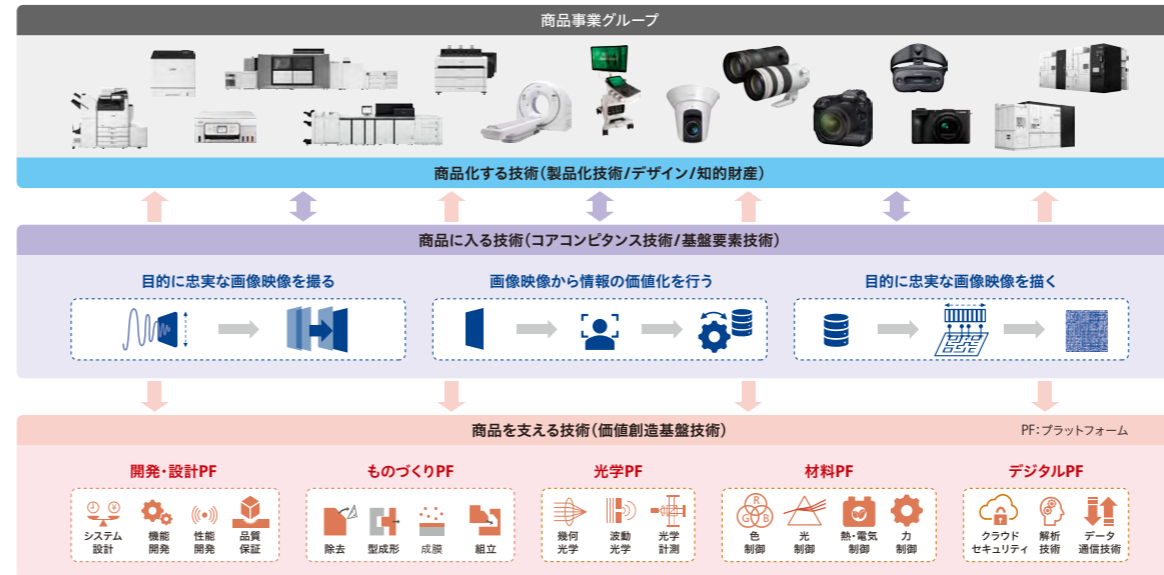 商品事業グループ
商品化する技術(製品化技術/デザイン/知的財産)
商品に入る技術(コアコンピタンス技術/基盤要素技術)
目的に忠実な画像映像を撮る
画像映像から情報の価値化を行う
目的に忠実な画像映像を描く
商品を支える技術(価値創造基盤技術)
PF:プラットフォーム
開発・設計PF
システム
設計
機能
開発
性能
開発
品質
保証
ものづくりPF
除去
型成形
成膜
組立
光学PF
幾何
光学
波動
光学
光学
計測
材料PF
R
G
B
色
制御
光
制御
熱・電気
制御
力
制御
デジタルPF
クラウド
セキュリティ
解析
技術
データ
通信技術